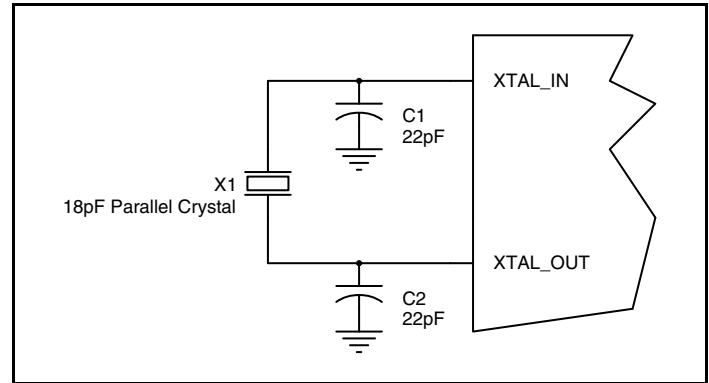 XTAL_IN
C1
22pF
X1
18pF Parallel Crystal
XTAL_OUT
C2
22pF